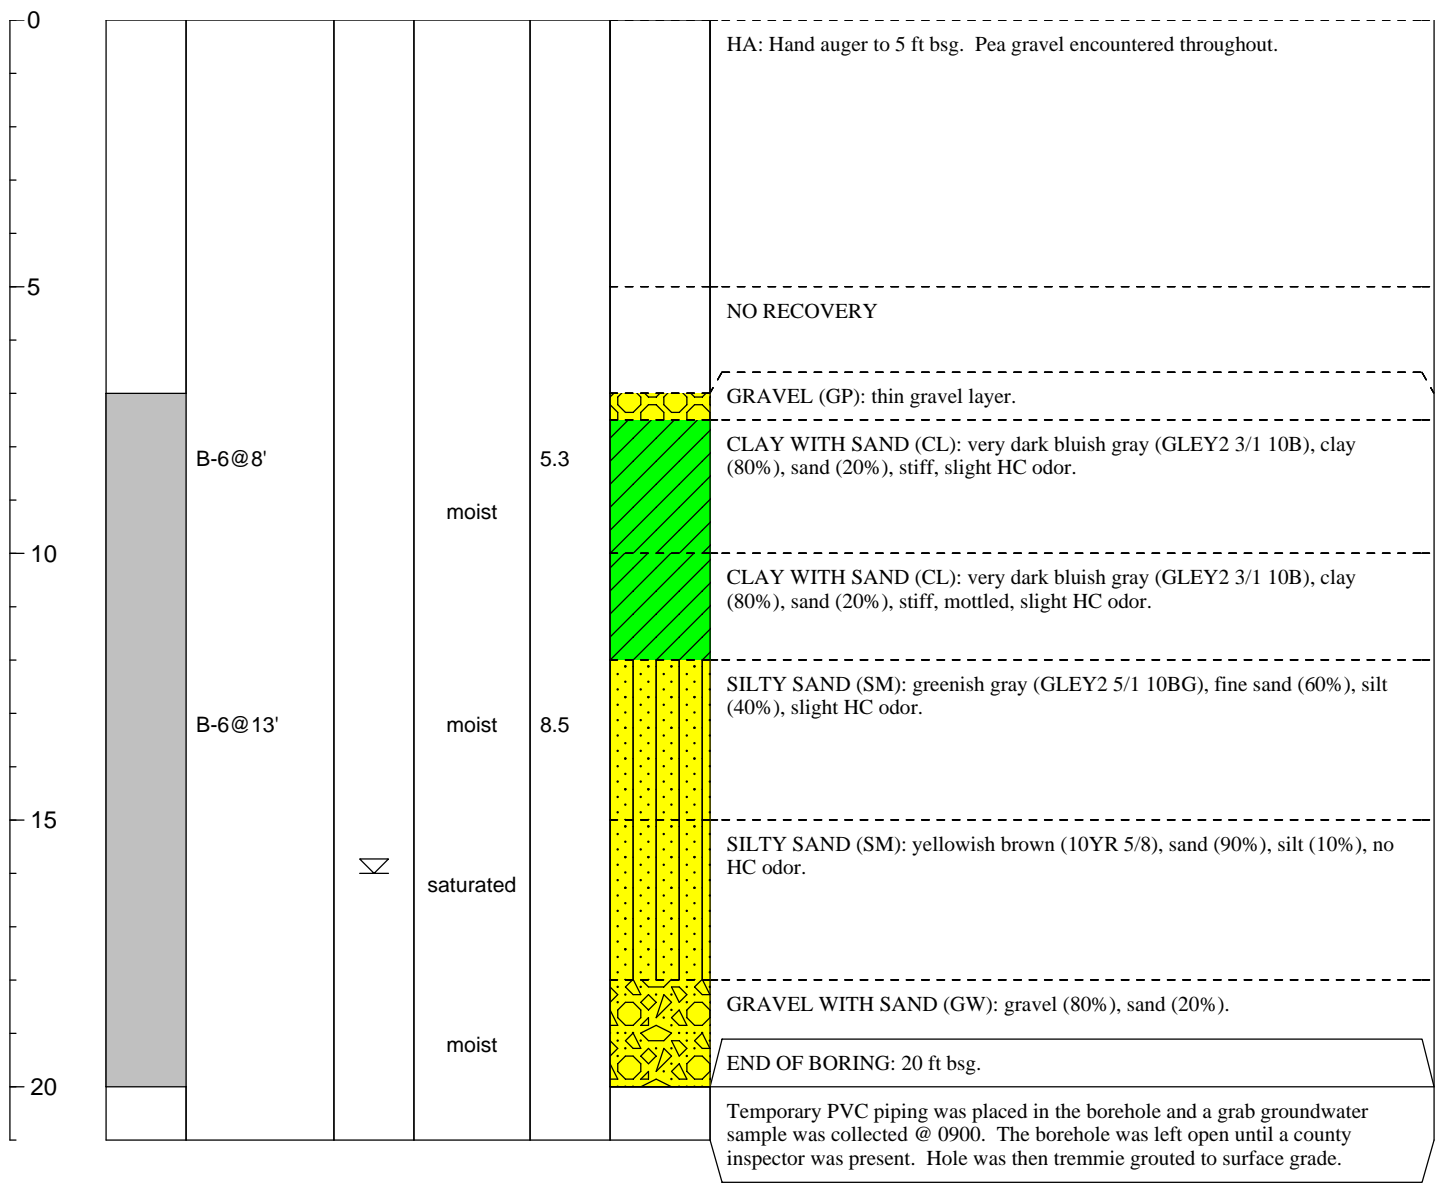 0
HA: Hand auger to 5 ft bsg.  Pea gravel encountered throughout.
5
NO RECOVERY
GRAVEL (GP): thin gravel layer.
CLAY WITH SAND (CL): very dark bluish gray (GLEY2 3/1 10B), clay
(80%), sand (20%), stiff, slight HC odor.
B-6@8'
5.3
moist
10
CLAY WITH SAND (CL): very dark bluish gray (GLEY2 3/1 10B), clay
(80%), sand (20%), stiff, mottled, slight HC odor.
SILTY SAND (SM): greenish gray (GLEY2 5/1 10BG), fine sand (60%), silt
(40%), slight HC odor.
B-6@13'
moist
8.5
15
SILTY SAND (SM): yellowish brown (10YR 5/8), sand (90%), silt (10%), no
HC odor.
saturated
GRAVEL WITH SAND (GW): gravel (80%), sand (20%).
moist
END OF BORING: 20 ft bsg.
20
Temporary PVC piping was placed in the borehole and a grab groundwater
sample was collected @ 0900.  The borehole was left open until a county
inspector was present.  Hole was then tremmie grouted to surface grade.